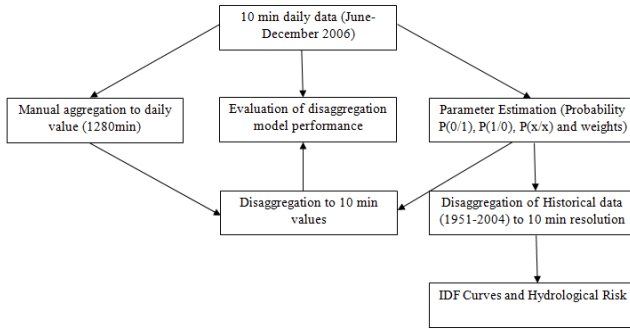 10 min daily data (June-
December 2006)
Manual aggregation to daily
value (1280min)
Evaluation of disaggregation
model performance
Parameter Estimation (Probability
P(0/1), P(1/0), P(x/x) and weights)
Disaggregation to 10 min
values
Disaggregation of Historical data
(1951-2004) to 10 min resolution
IDF Curves and Hydrological Risk